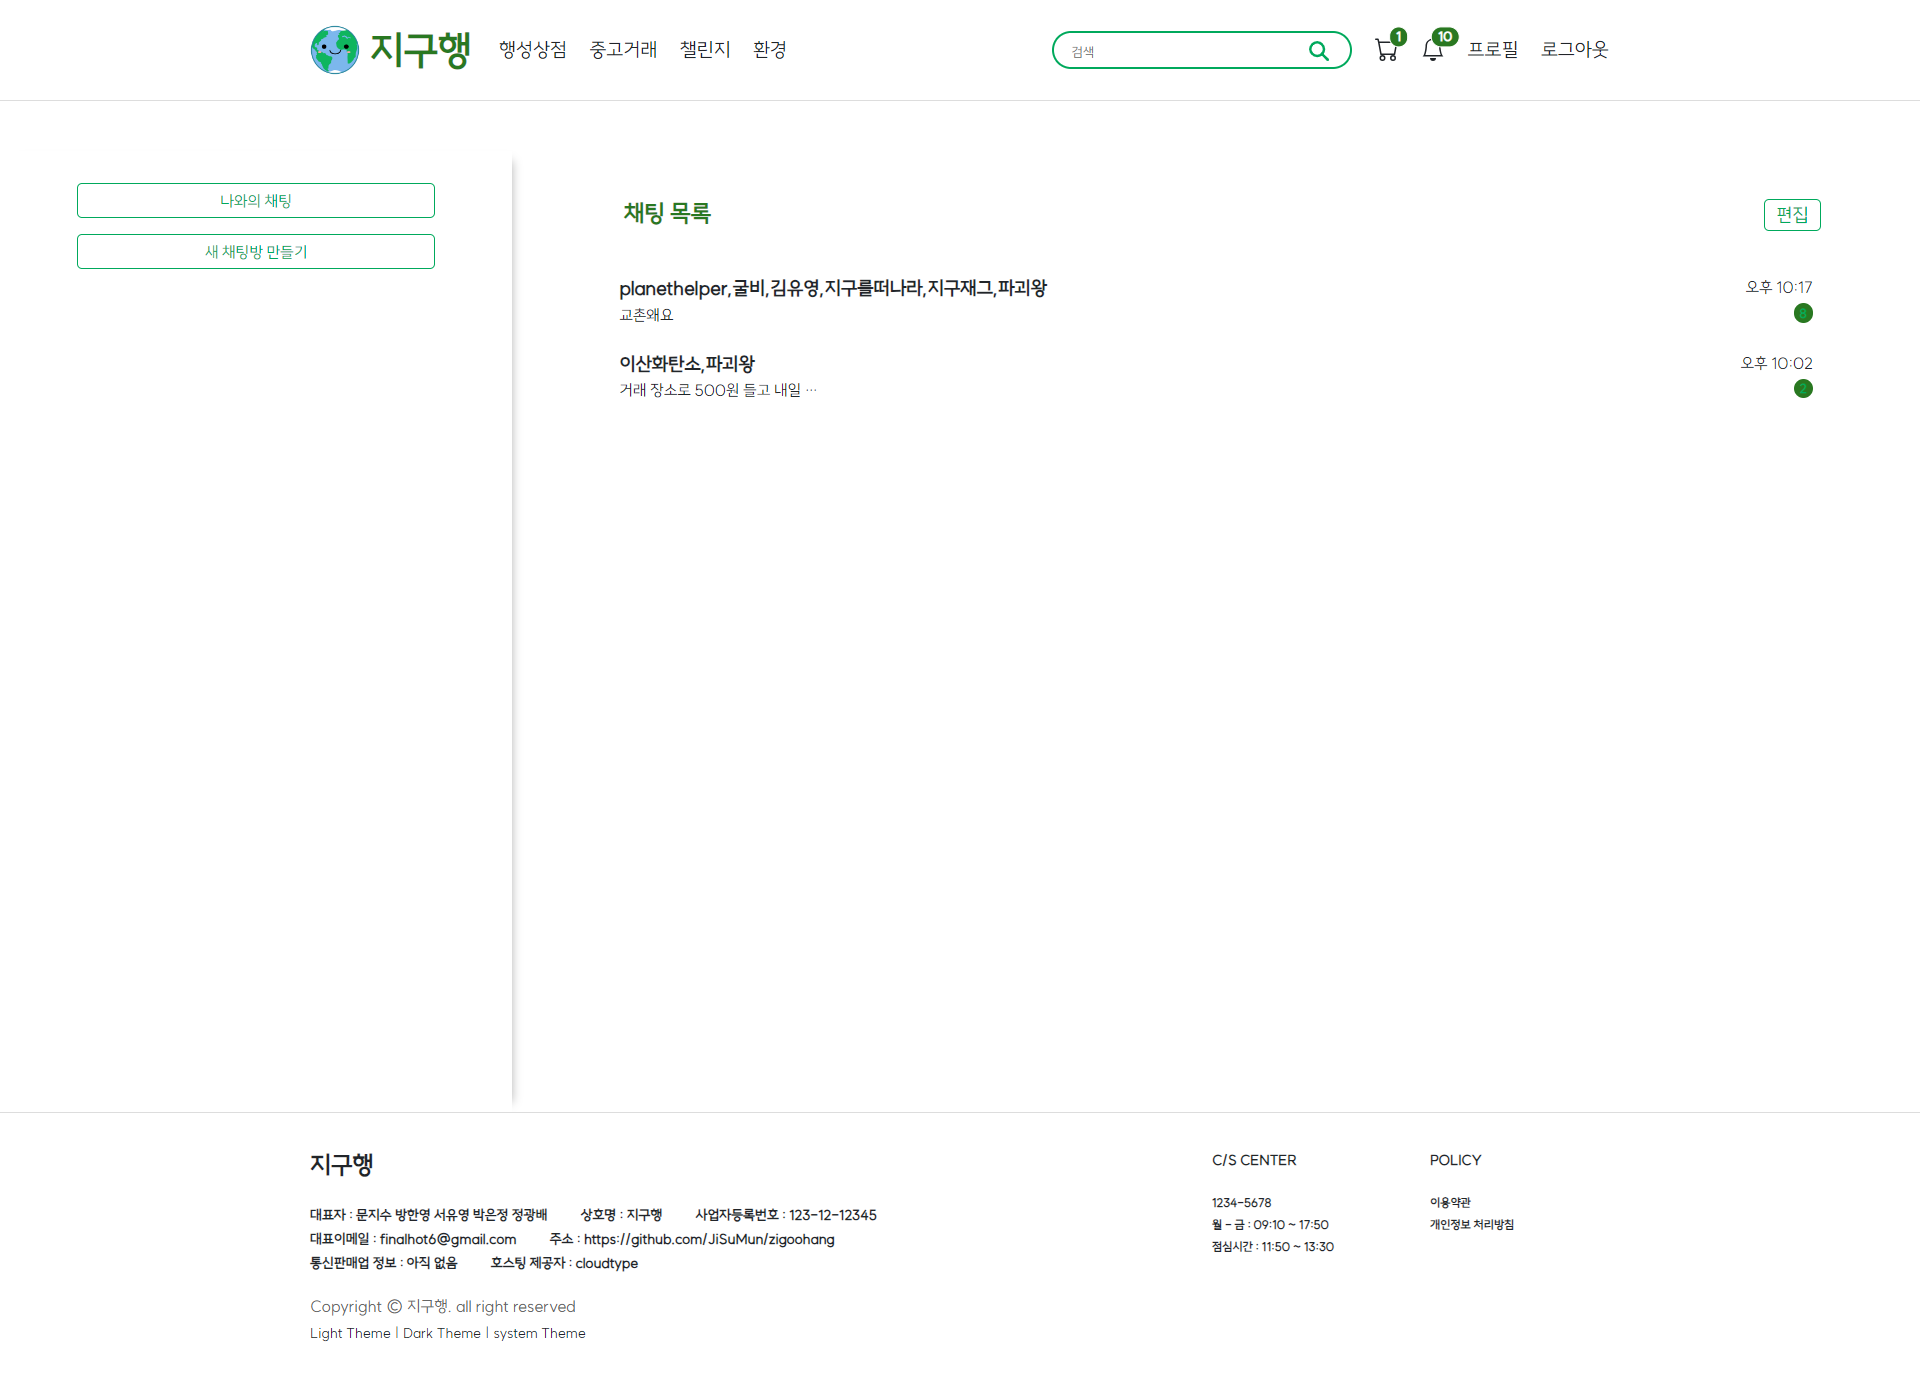 지구행 행성상점 중고거래 챌린지 환경 검색 1 10 프로필 로그아웃
나와의 채팅
새 채팅방 만들기
채팅 목록 편집
planethelper,굴비,김유영,지구를떠나라,지구재그,파괴왕 오후 10:17
교촌왜요 8
이산화탄소,파괴왕 오후 10:02
거래 장소로 500원 들고 내일 ... 2
지구행
대표자 : 문지수 방한영 서유영 박은정 정광배 상호명 : 지구행 사업자등록번호 : 123-12-12345
대표이메일 : finalhot6@gmail.com 주소 : https://github.com/JiSuMun/zigoohang
통신판매업 정보 : 아직 없음 호스팅 제공자 : cloudtype
Copyright © 지구행. all right reserved
Light Theme | Dark Theme | system Theme
C/S CENTER
1234-5678
월 - 금 : 09:10 ~ 17:50
점심시간 : 11:50 ~ 13:30
POLICY
이용약관
개인정보 처리방침